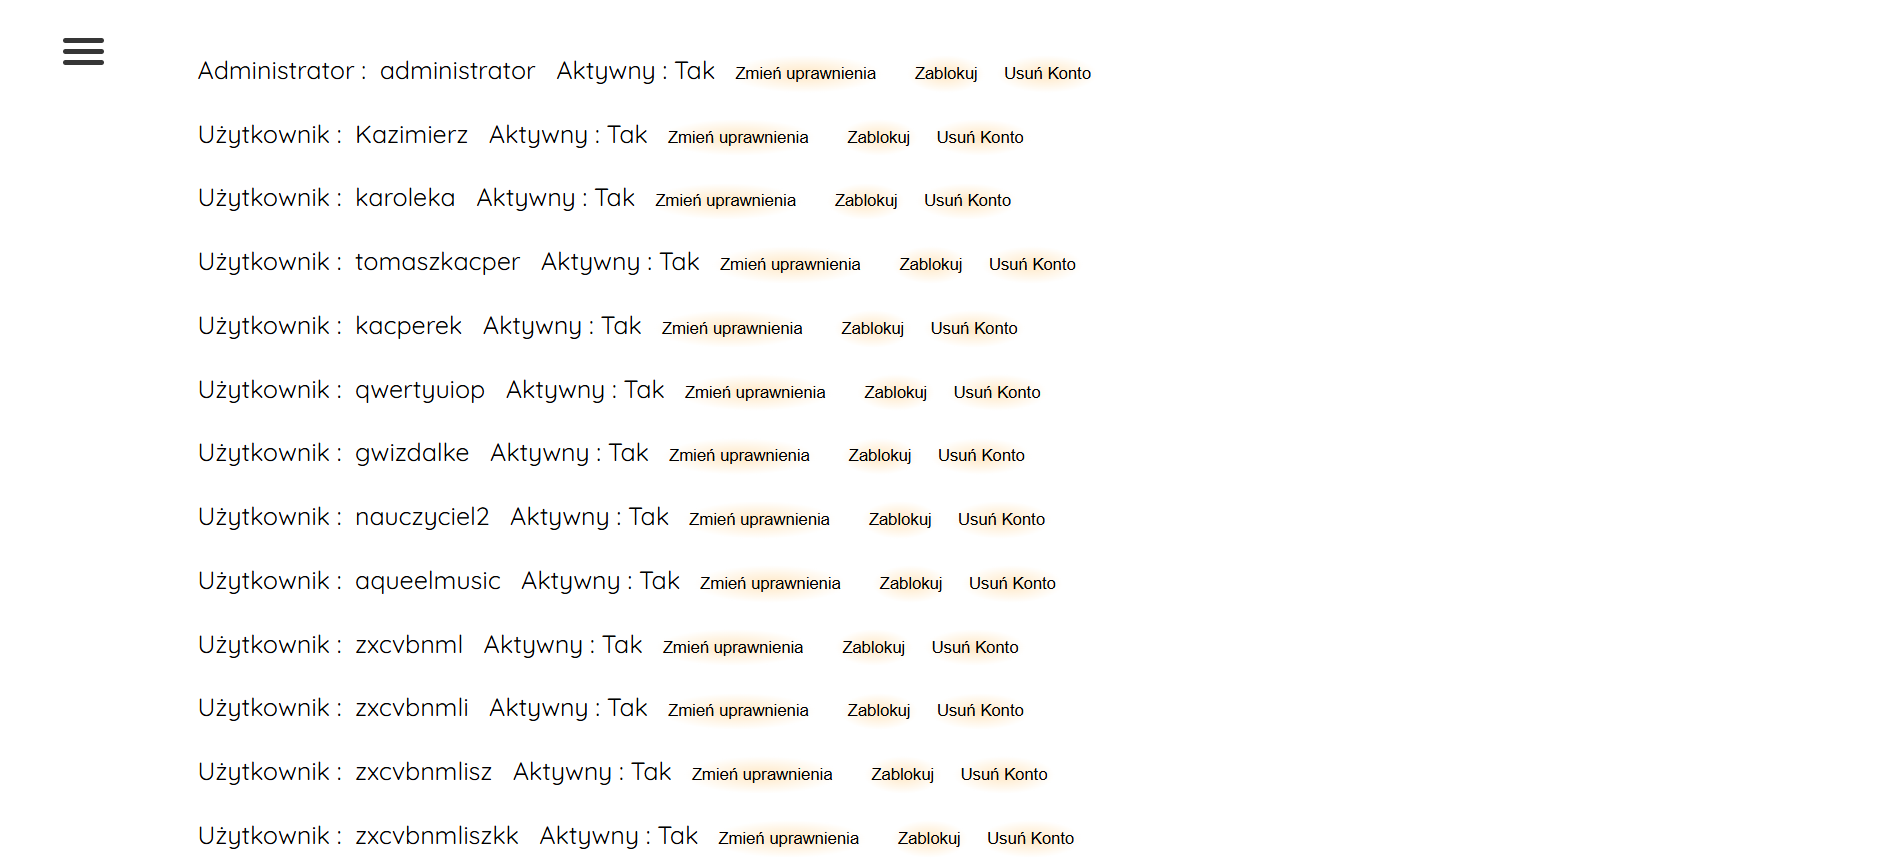 Administrator : administrator Aktywny : Tak Zmień uprawnienia Zablokuj Usuń Konto
Użytkownik : Kazimierz Aktywny : Tak Zmień uprawnienia Zablokuj Usuń Konto
Użytkownik : karoleka Aktywny : Tak Zmień uprawnienia Zablokuj Usuń Konto
Użytkownik : tomaszkacper Aktywny : Tak Zmień uprawnienia Zablokuj Usuń Konto
Użytkownik : kacperek Aktywny : Tak Zmień uprawnienia Zablokuj Usuń Konto
Użytkownik : qwertyuiop Aktywny : Tak Zmień uprawnienia Zablokuj Usuń Konto
Użytkownik : gwizdalke Aktywny : Tak Zmień uprawnienia Zablokuj Usuń Konto
Użytkownik : nauczyciel2 Aktywny : Tak Zmień uprawnienia Zablokuj Usuń Konto
Użytkownik : aqueelmusic Aktywny : Tak Zmień uprawnienia Zablokuj Usuń Konto
Użytkownik : zxcvbnml Aktywny : Tak Zmień uprawnienia Zablokuj Usuń Konto
Użytkownik : zxcvbnmli Aktywny : Tak Zmień uprawnienia Zablokuj Usuń Konto
Użytkownik : zxcvbnmlisz Aktywny : Tak Zmień uprawnienia Zablokuj Usuń Konto
Użytkownik : zxcvbnmliszkk Aktywny : Tak Zmień uprawnienia Zablokuj Usuń Konto